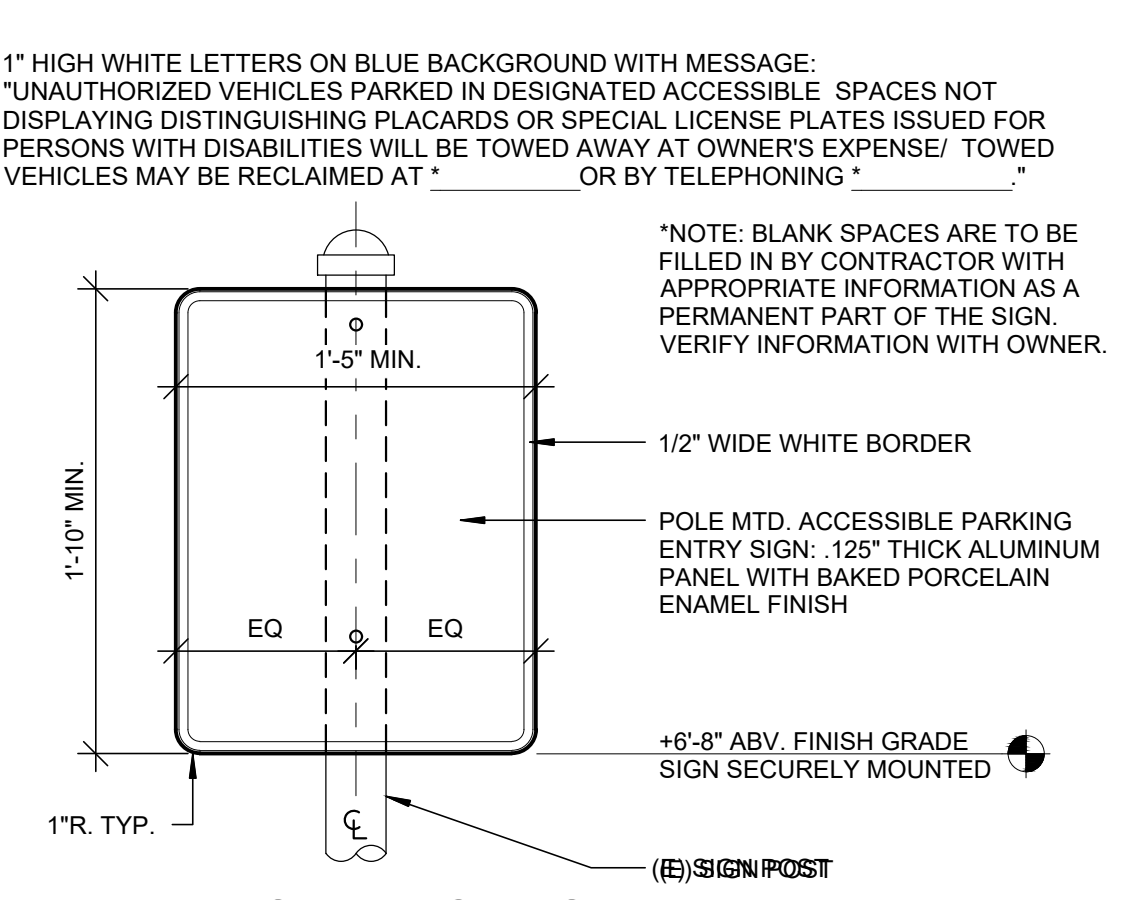 1" HIGH WHITE LETTERS ON BLUE BACKGROUND WITH MESSAGE:
"UNAUTHORIZED VEHICLES PARKED IN DESIGNATED ACCESSIBLE SPACES NOT
DISPLAYING DISTINGUISHING PLACARDS OR SPECIAL LICENSE PLATES ISSUED FOR
PERSONS WITH DISABILITIES WILL BE TOWED AWAY AT OWNER'S EXPENSE/ TOWED
VEHICLES MAY BE RECLAIMED AT *___________OR BY TELEPHONING *___________."
*NOTE: BLANK SPACES ARE TO BE
FILLED IN BY CONTRACTOR WITH
APPROPRIATE INFORMATION AS A
PERMANENT PART OF THE SIGN.
VERIFY INFORMATION WITH OWNER.
1'-5" MIN.
1/2" WIDE WHITE BORDER
1'-10" MIN.
POLE MTD. ACCESSIBLE PARKING
ENTRY SIGN: .125" THICK ALUMINUM
PANEL WITH BAKED PORCELAIN
ENAMEL FINISH
EQ
EQ
+6'-8" ABV. FINISH GRADE
SIGN SECURELY MOUNTED
1"R. TYP.
℄
(E) SIGN POST